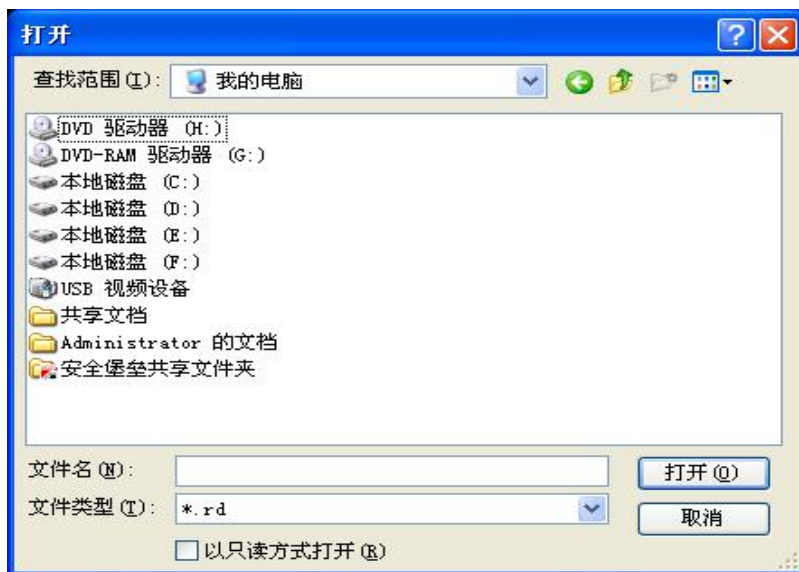 打开
查找范围(I): 我的电脑
DVD 驱动器 (H:)
DVD-RAM 驱动器 (G:)
本地磁盘 (C:)
本地磁盘 (D:)
本地磁盘 (E:)
本地磁盘 (F:)
USB 视频设备
共享文档
Administrator 的文档
安全堡垒共享文件夹
文件名(N): 打开(O)
文件类型(T): *.rd 取消
以只读方式打开(R)